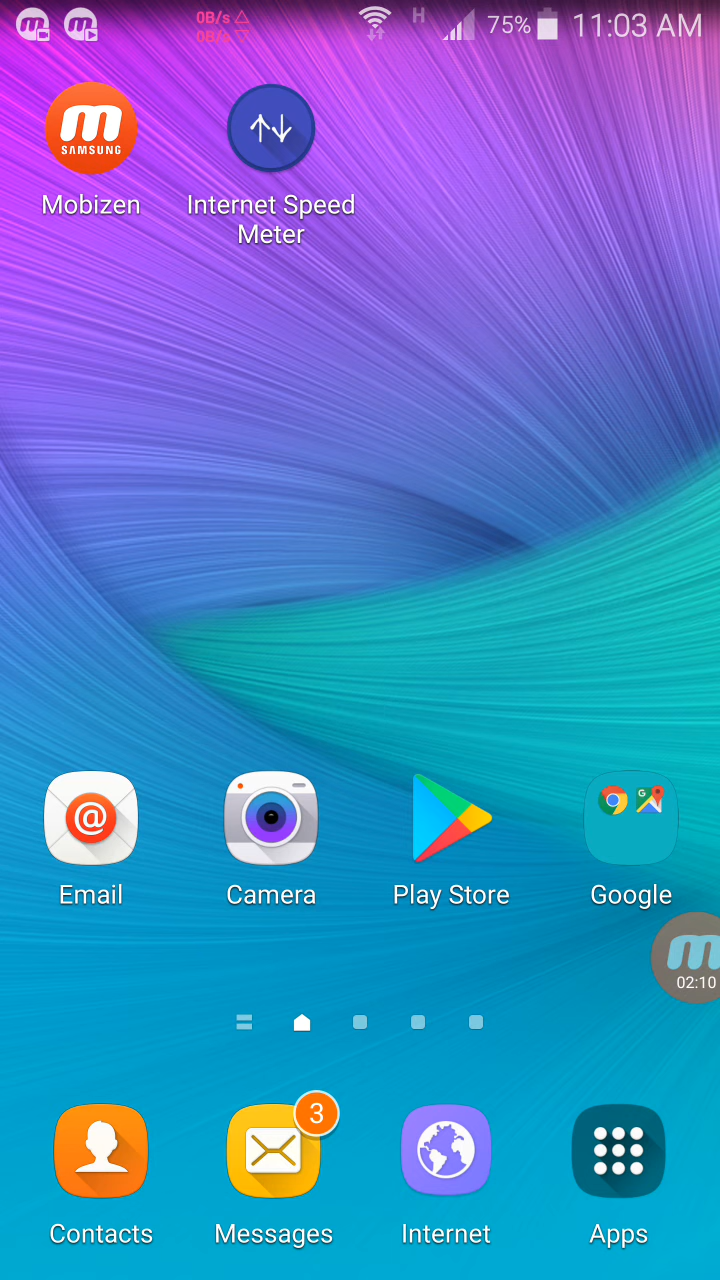 0B/s
0B/s
H
75%
11:03 AM
m
SAMSUNG
Mobizen
Internet Speed
Meter
@
G
Email
Camera
Play Store
Google
m
02:10
3
Contacts
Messages
Internet
Apps